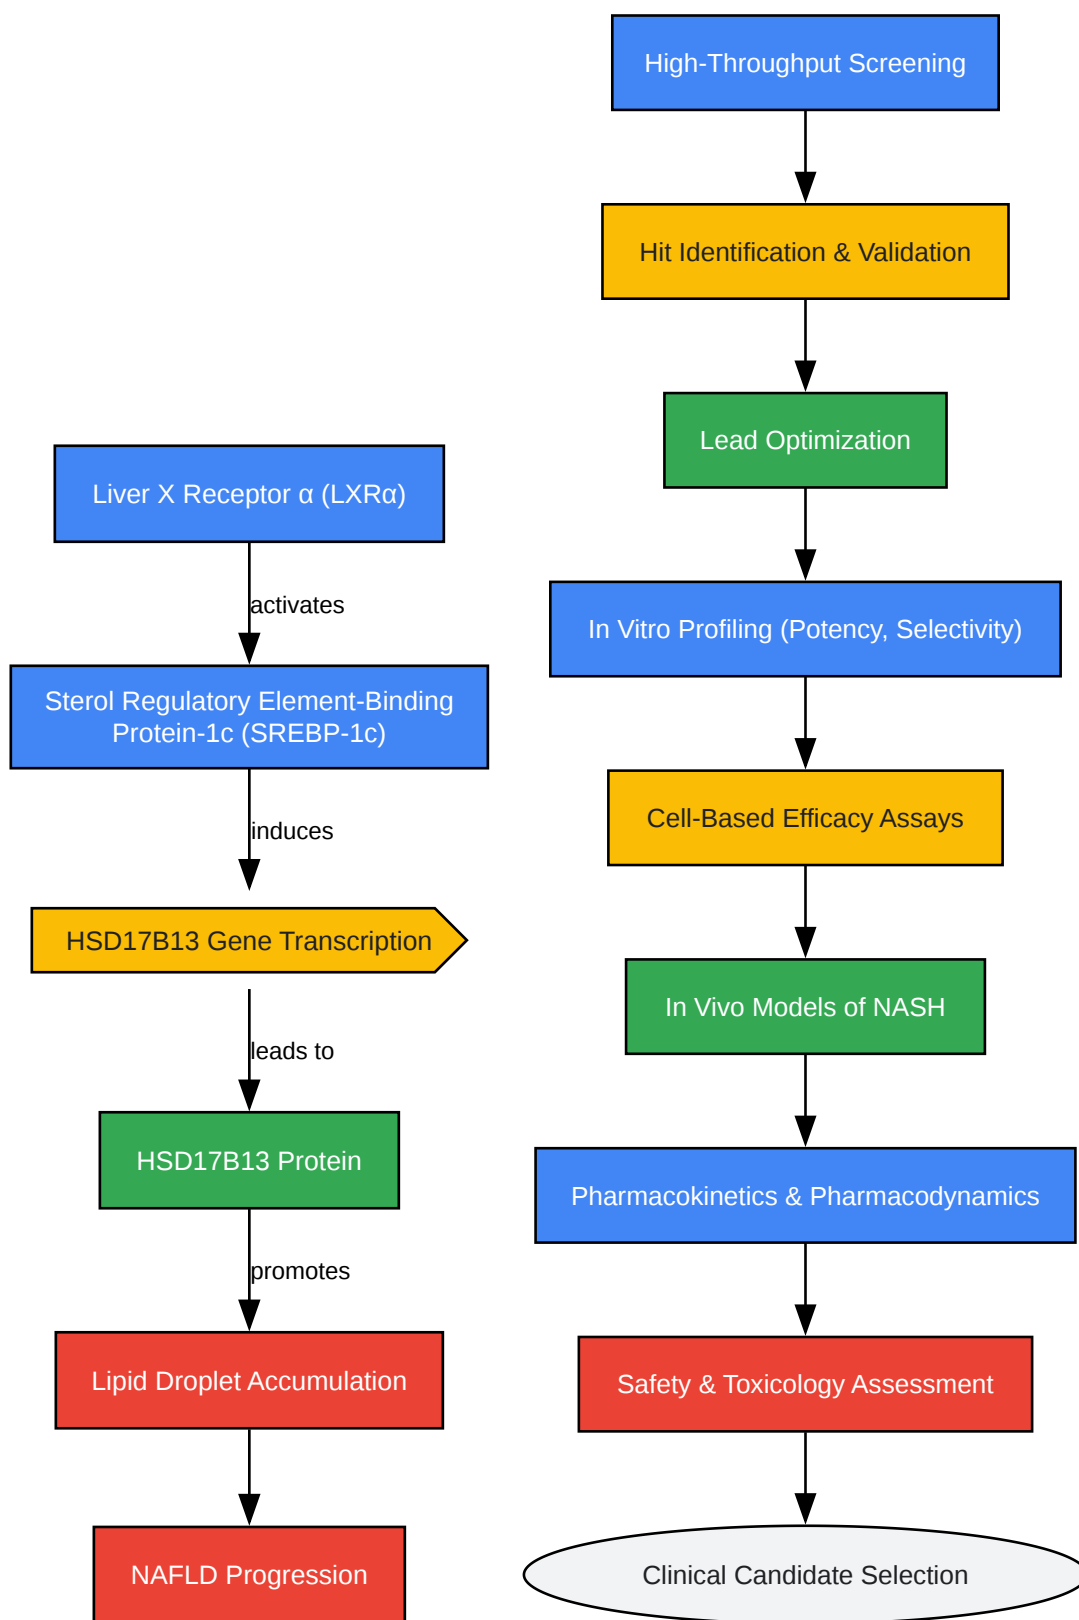 Liver X Receptor α (LXRα)
activates
Sterol Regulatory Element-Binding
Protein-1c (SREBP-1c)
induces
HSD17B13 Gene Transcription
leads to
HSD17B13 Protein
promotes
Lipid Droplet Accumulation
NAFLD Progression
High-Throughput Screening
Hit Identification & Validation
Lead Optimization
In Vitro Profiling (Potency, Selectivity)
Cell-Based Efficacy Assays
In Vivo Models of NASH
Pharmacokinetics & Pharmacodynamics
Safety & Toxicology Assessment
Clinical Candidate Selection